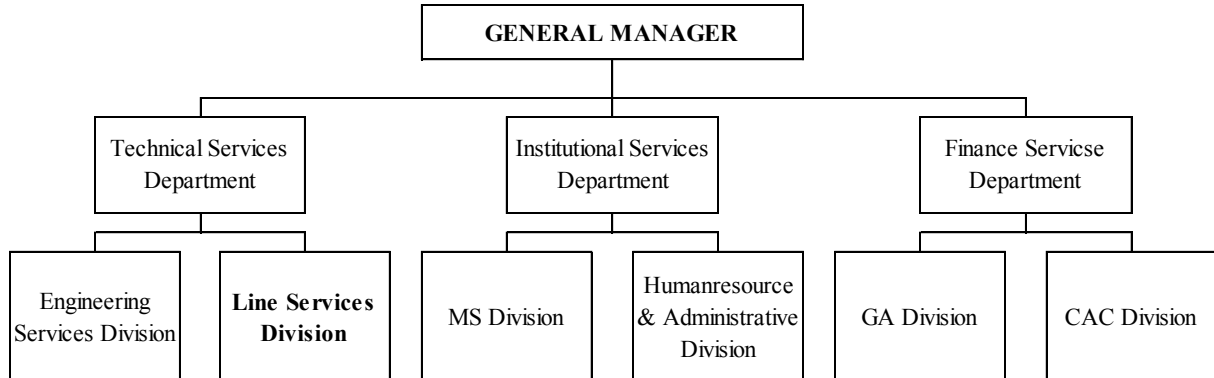 GENERAL MANAGER
Technical Services
Department
Institutional Services
Department
Finance Servicse
Department
Engineering
Services Division
Line Services
Division
MS Division
Humanresource
& Administrative
Division
GA Division
CAC Division